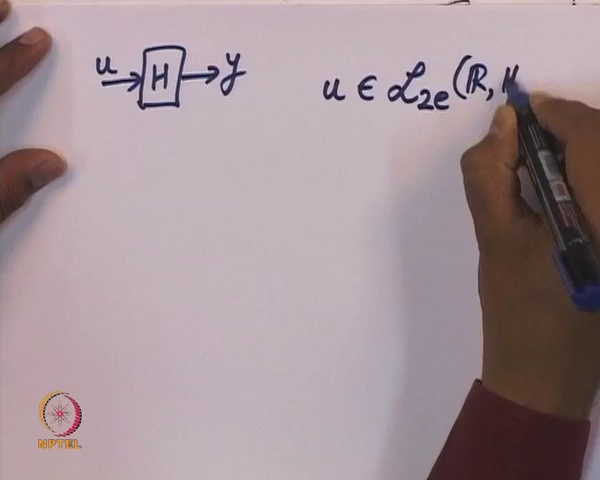 u → H → y
u ∈ ℒ₂ₑ(ℝ,
NPTEL